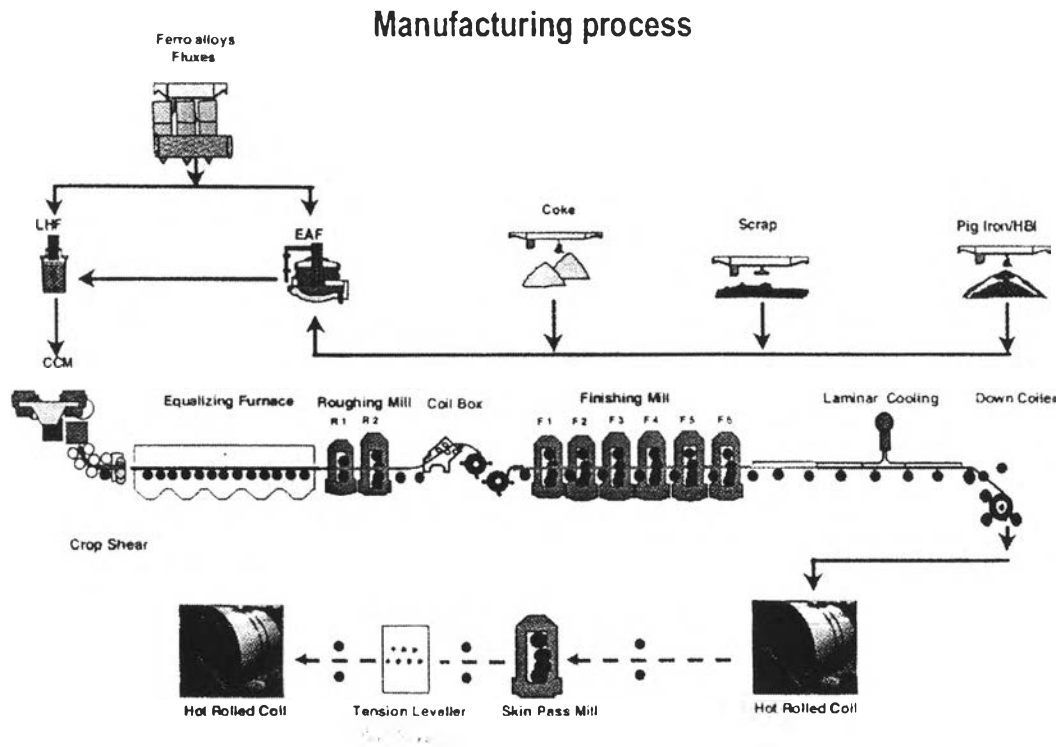 Manufacturing process
Ferro alloys
Fluxes
LHF
EAF
Coke
Scrap
Pig Iron/HBI
CCM
Equalizing Furnace
Roughing Mill
R1 R2
Coil Box
Finishing Mill
F1 F2 F3 F4 F5 F6
Laminar Cooling
Down Coiler
Crop Shear
Hot Rolled Coil
Tension Leveller
Skin Pass Mill
Hot Rolled Coil